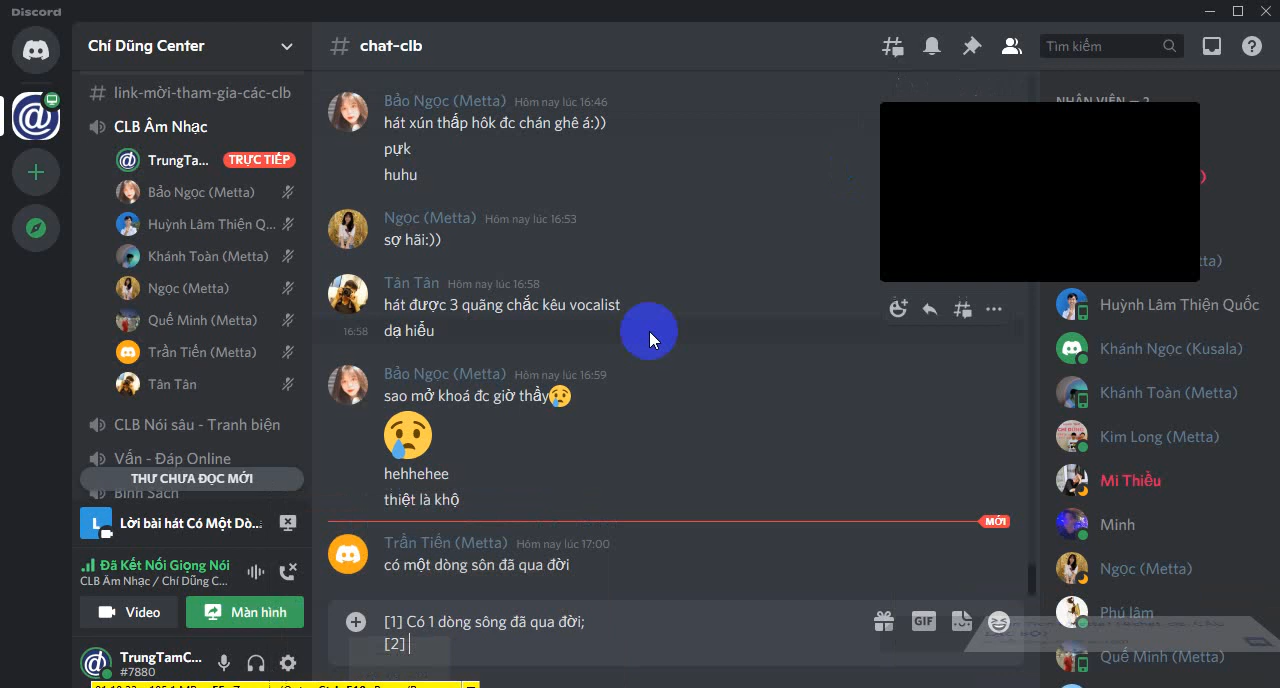 Discord
Chí Dũng Center
# chat-clb
Tìm kiếm
link-mời-tham-gia-các-clb
CLB Âm Nhạc
TrungTa... TRỰC TIẾP
Bảo Ngọc (Metta)
Huỳnh Lâm Thiện Q...
Khánh Toàn (Metta)
Ngọc (Metta)
Quế Minh (Metta)
Trần Tiến (Metta)
Tân Tân
CLB Nói sâu - Tranh biện
Vấn - Đáp Online
THƯ CHƯA ĐỌC MỚI
Bình Sách
L
Lời bài hát Có Một Dò...
Đã Kết Nối Giọng Nói
CLB Âm Nhạc / Chí Dũng C...
Video
Màn hình
TrungTamC...
#7880
Bảo Ngọc (Metta) Hôm nay lúc 16:46
hát xún thấp hôk đc chán ghê á:))
pựk
huhu
Ngọc (Metta) Hôm nay lúc 16:53
sợ hãi:))
Tân Tân Hôm nay lúc 16:58
hát được 3 quãng chắc kêu vocalist
16:58 dạ hiểu
Bảo Ngọc (Metta) Hôm nay lúc 16:59
sao mở khoá đc giờ thầy😢
😢
hehhehee
thiệt là khộ
MỚI
Trần Tiến (Metta) Hôm nay lúc 17:00
có một dòng sôn đã qua đời
[1] Có 1 dòng sông đã qua đời;
[2]
GIF
NHÂN VIÊN — 2
Huỳnh Lâm Thiện Quốc
Khánh Ngọc (Kusala)
Khánh Toàn (Metta)
Kim Long (Metta)
Mi Thiều
Minh
Ngọc (Metta)
Phú lâm
Quế Minh (Metta)